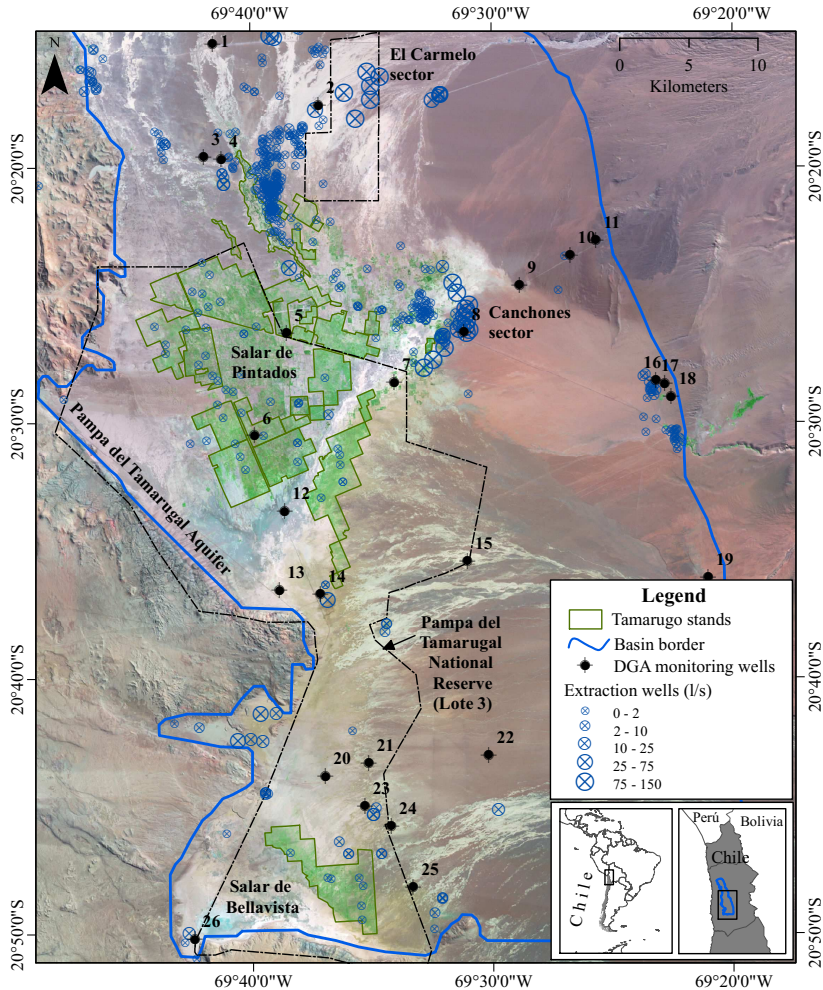 69°40'0"W
69°30'0"W
69°20'0"W
N
1
El Carmelo
sector
0
5
10
Kilometers
2
3
4
20°20'0"S
20°20'0"S
11
10
9
5
8
Canchones
sector
Salar de
Pintados
7
16
17
18
6
20°30'0"S
20°30'0"S
Pampa del Tamarugal Aquifer
12
15
19
13
14
Legend
Tamarugo stands
Basin border
DGA monitoring wells
Extraction wells (l/s)
0 - 2
2 - 10
10 - 25
25 - 75
75 - 150
Pampa del
Tamarugal
National
Reserve
(Lote 3)
20°40'0"S
20°40'0"S
20
21
22
23
24
25
Salar de
Bellavista
26
Chile
Perú
Bolivia
Chile
20°50'0"S
20°50'0"S
69°40'0"W
69°30'0"W
69°20'0"W